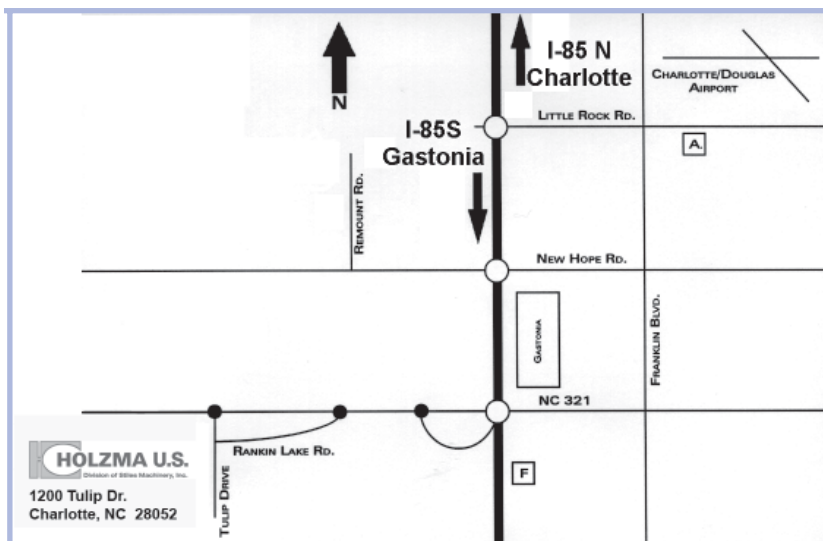 I-85 N
Charlotte
CHARLOTTE/DOUGLAS
AIRPORT
N
LITTLE ROCK RD.
I-85S
Gastonia
A.
REMOUNT RD.
NEW HOPE RD.
GASTONIA
FRANKLIN BLVD.
NC 321
RANKIN LAKE RD.
HOLZMA U.S.
Division of Stiles Machinery, Inc.
F
TULIP DRIVE
1200 Tulip Dr.
Charlotte, NC 28052